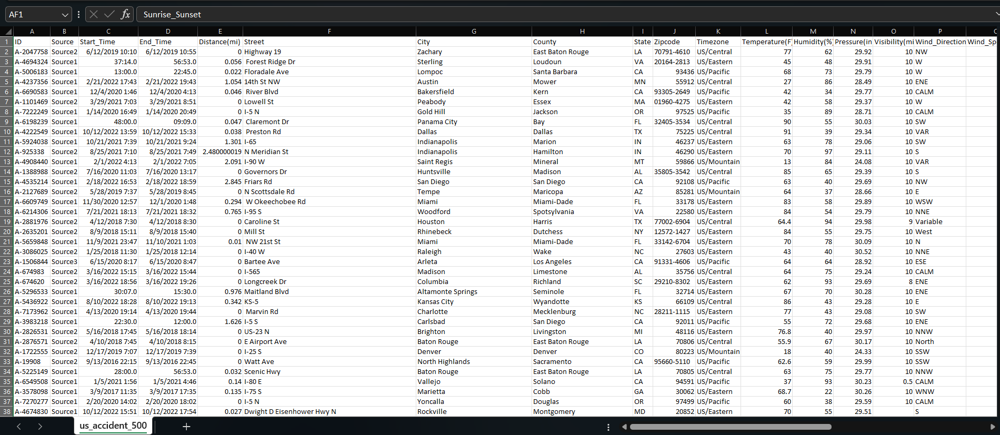 AF1 fx Sunrise_Sunset
A B C D E F G H I J K L M N O P
1 ID Source Start_Time End_Time Distance(mi) Street City County State Zipcode Timezone Temperature(F Humidity(% Pressure(in Visibility(mi Wind_Direction Wind_Sp
2 A-2047758 Source2 6/12/2019 10:10 6/12/2019 10:55 0 Highway 19 Zachary East Baton Rouge LA 70791-4610 US/Central 77 62 29.92 10 NW
3 A-4694324 Source1 37:14.0 56:53.0 0.056 Forest Ridge Dr Sterling Loudoun VA 20164-2813 US/Eastern 45 48 29.91 10 W
4 A-5006183 Source1 13:00.0 22:45.0 0.022 Floradale Ave Lompoc Santa Barbara CA 93436 US/Pacific 68 73 29.79 10 W
5 A-4237356 Source1 2/21/2022 17:43 2/21/2022 19:43 1.054 14th St NW Austin Mower MN 55912 US/Central 27 86 28.49 10 ENE
6 A-6690583 Source1 12/4/2020 1:46 12/4/2020 4:13 0.046 River Blvd Bakersfield Kern CA 93305-2649 US/Pacific 42 34 29.77 10 CALM
7 A-1101469 Source2 3/29/2021 7:03 3/29/2021 8:51 0 Lowell St Peabody Essex MA 01960-4275 US/Eastern 42 58 29.37 10 W
8 A-7222249 Source1 1/14/2020 16:49 1/14/2020 20:49 0 I-5 N Gold Hill Jackson OR 97525 US/Pacific 35 89 28.71 10 CALM
9 A-6198239 Source1 48:00.0 09:09.0 0.047 Claremont Dr Panama City Bay FL 32405-3534 US/Central 90 55 30.03 10 SW
10 A-4222549 Source1 10/12/2022 13:59 10/12/2022 15:33 0.038 Preston Rd Dallas Dallas TX 75225 US/Central 91 39 29.34 10 VAR
11 A-5924038 Source1 10/21/2021 7:39 10/21/2021 9:24 1.301 I-65 Indianapolis Marion IN 46237 US/Eastern 63 78 29.06 10 SW
12 A-925338 Source2 8/25/2021 7:10 8/25/2021 7:49 2.480000019 N Meridian St Indianapolis Hamilton IN 46290 US/Eastern 70 97 29.11 10 S
13 A-4908440 Source1 2/1/2022 4:13 2/1/2022 7:05 2.091 I-90 W Saint Regis Mineral MT 59866 US/Mountain 13 84 24.08 10 VAR
14 A-1388988 Source2 7/16/2020 11:03 7/16/2020 13:17 0 Governors Dr Huntsville Madison AL 35805-3542 US/Central 85 65 29.39 10 S
15 A-4535214 Source1 2/18/2022 16:53 2/18/2022 18:59 2.845 Friars Rd San Diego San Diego CA 92108 US/Pacific 63 40 29.69 10 NW
16 A-2127689 Source2 5/28/2019 7:37 5/28/2019 8:45 0 N Scottsdale Rd Tempe Maricopa AZ 85281 US/Mountain 64 37 28.66 10 E
17 A-6609749 Source1 11/30/2020 12:57 12/1/2020 1:48 0.294 W Okeechobee Rd Miami Miami-Dade FL 33178 US/Eastern 83 58 29.89 10 WSW
18 A-6214306 Source1 7/21/2021 18:13 7/21/2021 18:32 0.765 I-95 S Woodford Spotsylvania VA 22580 US/Eastern 84 54 29.79 10 NNE
19 A-2881976 Source2 4/12/2018 7:30 4/12/2018 8:30 0 Caroline St Houston Harris TX 77002-6904 US/Central 64.4 94 29.98 9 Variable
20 A-2635201 Source2 8/9/2018 15:11 8/9/2018 15:40 0 Mill St Rhinebeck Dutchess NY 12572-1427 US/Eastern 84 55 29.75 10 West
21 A-5659848 Source1 11/9/2021 23:47 11/10/2021 1:03 0.01 NW 21st St Miami Miami-Dade FL 33142-6704 US/Eastern 70 78 30.09 10 N
22 A-3086025 Source2 1/25/2018 11:30 1/25/2018 12:14 0 I-40 W Raleigh Wake NC 27603 US/Eastern 43 40 30.52 10 NNE
23 A-1506844 Source3 6/15/2020 8:17 6/15/2020 8:47 0 Bartee Ave Arleta Los Angeles CA 91331-4606 US/Pacific 64 64 28.92 10 ESE
24 A-674983 Source2 3/16/2022 15:15 3/16/2022 15:44 0 I-565 Madison Limestone AL 35756 US/Central 64 75 29.24 10 CALM
25 A-674620 Source2 3/16/2022 18:56 3/16/2022 19:26 0 Longcreek Dr Columbia Richland SC 29210-8302 US/Eastern 62 93 29.69 8 ENE
26 A-5296533 Source1 30:07.0 15:30.0 0.976 Maitland Blvd Altamonte Springs Seminole FL 32714 US/Eastern 67 70 30.28 10 ENE
27 A-5436922 Source1 8/10/2022 18:28 8/10/2022 19:13 0.342 KS-5 Kansas City Wyandotte KS 66109 US/Central 86 43 29.28 10 E
28 A-7173962 Source1 4/13/2020 19:14 4/13/2020 19:44 0 Marvin Rd Charlotte Mecklenburg NC 28211-1115 US/Eastern 77 43 29.08 10 SW
29 A-3983218 Source1 22:30.0 12:00.0 1.626 I-5 S Carlsbad San Diego CA 92011 US/Pacific 55 72 29.68 10 ENE
30 A-2826531 Source2 5/16/2018 17:45 5/16/2018 18:14 0 US-23 N Brighton Livingston MI 48116 US/Eastern 76.8 40 29.97 10 NNW
31 A-2876571 Source2 4/10/2018 7:45 4/10/2018 8:15 0 E Airport Ave Baton Rouge East Baton Rouge LA 70806 US/Central 55.9 67 30.17 10 North
32 A-1722555 Source2 12/17/2019 7:07 12/17/2019 7:39 0 I-25 S Denver Denver CO 80223 US/Mountain 18 40 24.33 10 SSW
33 A-19908 Source2 9/13/2016 22:15 9/13/2016 22:45 0 Watt Ave North Highlands Sacramento CA 95660-5110 US/Pacific 62.6 59 29.99 10 SSW
34 A-5225149 Source1 28:00.0 56:53.0 0.032 Scenic Hwy Baton Rouge East Baton Rouge LA 70805 US/Central 63 75 29.77 10 NNW
35 A-6549508 Source1 1/5/2021 1:56 1/5/2021 4:46 0.14 I-80 E Vallejo Solano CA 94591 US/Pacific 37 93 30.23 0.5 CALM
36 A-3578098 Source1 3/9/2017 11:35 3/9/2017 17:35 0.135 I-75 S Marietta Cobb GA 30062 US/Eastern 68.7 22 30.26 10 WNW
37 A-7270277 Source1 2/20/2020 14:02 2/20/2020 18:02 0 I-5 N Yoncalla Douglas OR 97499 US/Pacific 60 38 29.59 10 CALM
38 A-4674830 Source1 10/12/2022 15:51 10/12/2022 17:54 0.027 Dwight D Eisenhower Hwy N Rockville Montgomery MD 20852 US/Eastern 70 55 29.51 S
us_accident_500